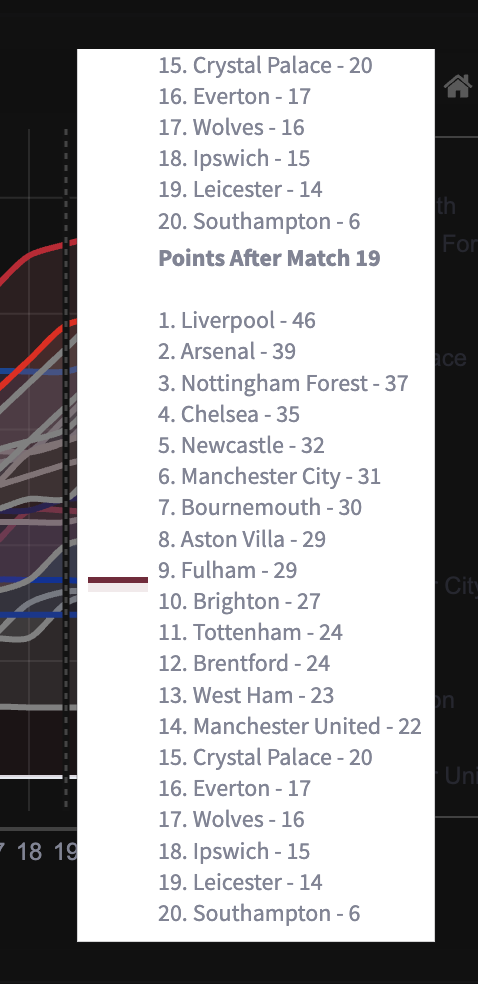 15. Crystal Palace - 20
16. Everton - 17
17. Wolves - 16
18. Ipswich - 15
19. Leicester - 14
20. Southampton - 6
Points After Match 19
1. Liverpool - 46
2. Arsenal - 39
3. Nottingham Forest - 37
4. Chelsea - 35
5. Newcastle - 32
6. Manchester City - 31
7. Bournemouth - 30
8. Aston Villa - 29
9. Fulham - 29
10. Brighton - 27
11. Tottenham - 24
12. Brentford - 24
13. West Ham - 23
14. Manchester United - 22
15. Crystal Palace - 20
16. Everton - 17
17. Wolves - 16
18. Ipswich - 15
19. Leicester - 14
20. Southampton - 6
18 19